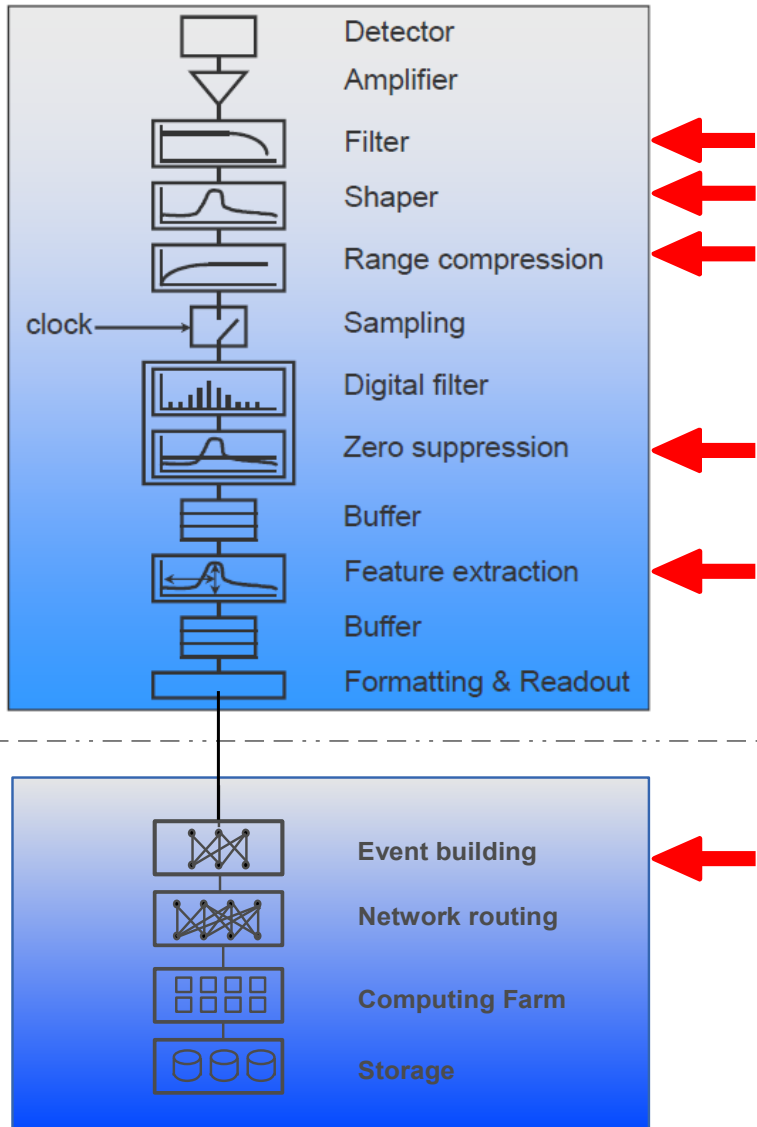 Detector
Amplifier
Filter
Shaper
Range compression
clock
Sampling
Digital filter
Zero suppression
Buffer
Feature extraction
Buffer
Formatting & Readout
Event building
Network routing
Computing Farm
Storage